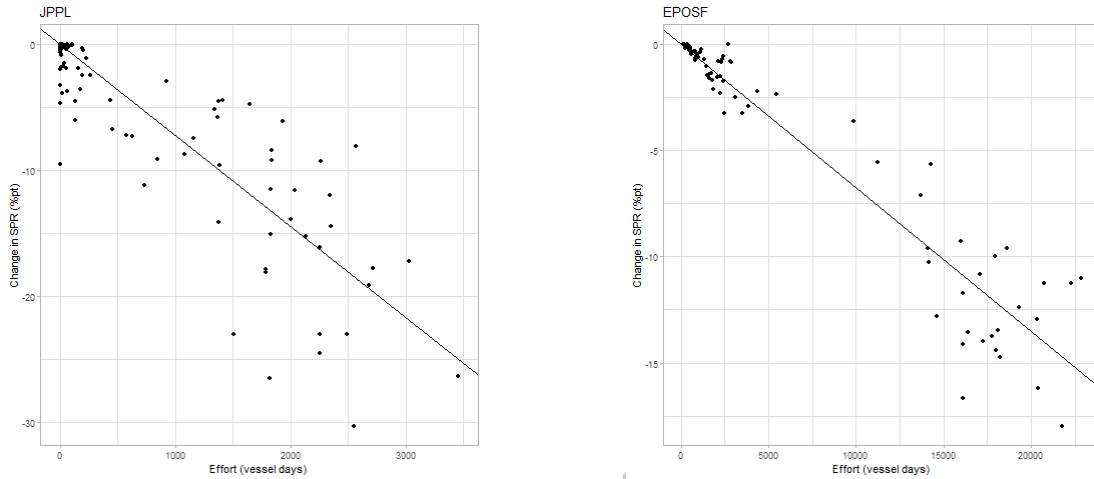 JPPL
0
-10
-20
-30
Change in SPR (%pt)
0 1000 2000 3000
Effort (vessel days)
EPOSF
0
-5
-10
-15
Change in SPR (%pt)
0 5000 10000 15000 20000
Effort (vessel days)